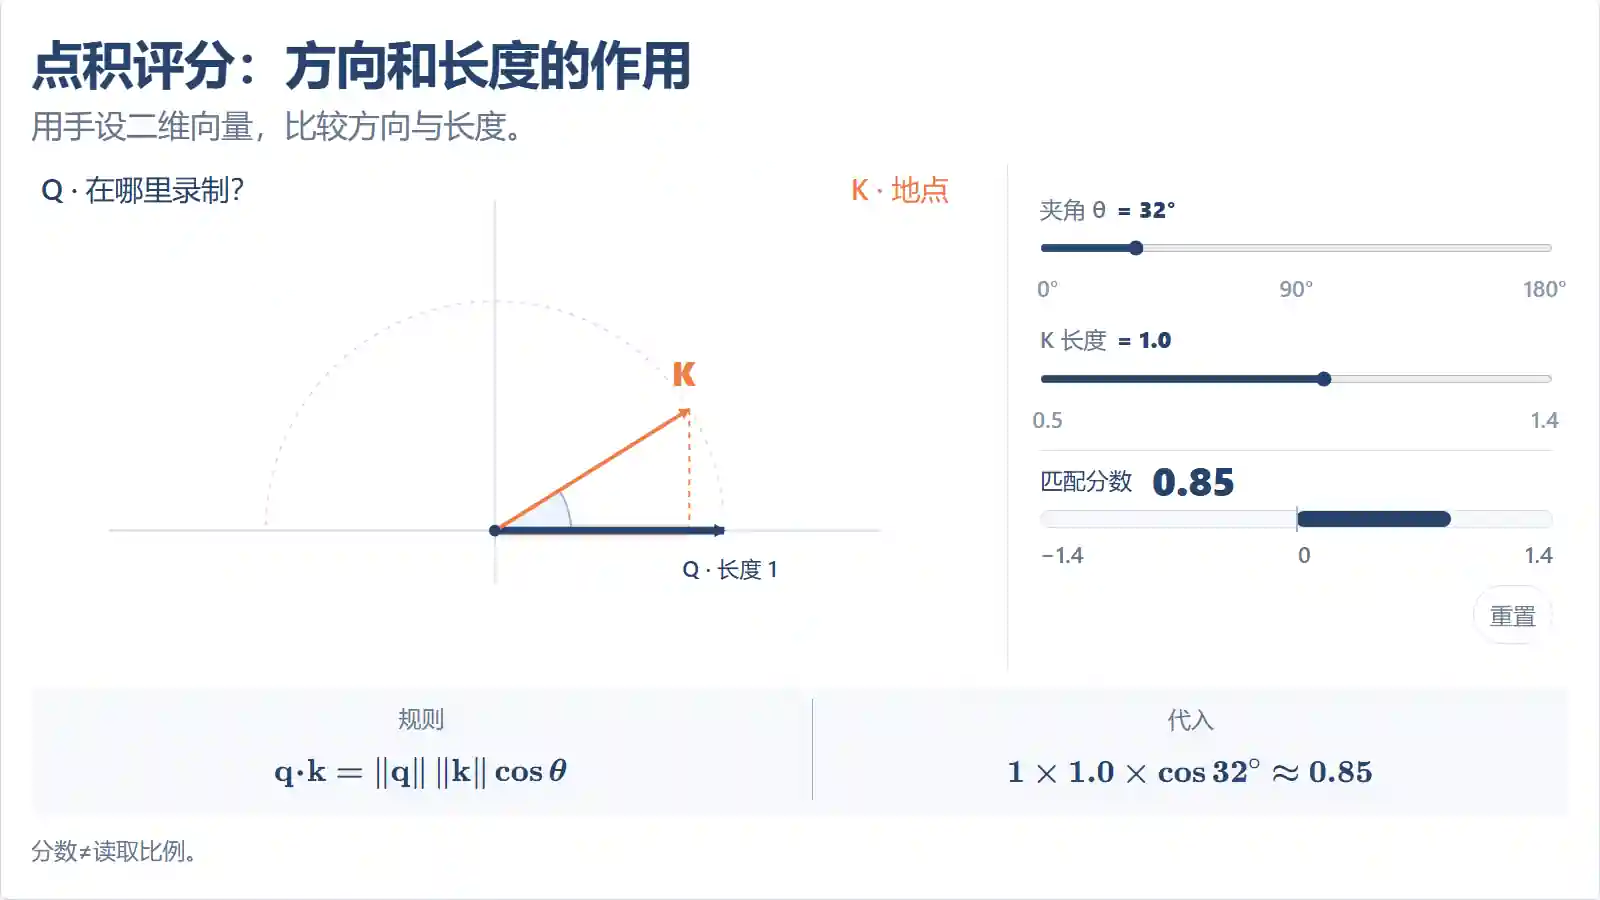 点积评分：方向和长度的作用
用手设二维向量，比较方向与长度。
Q · 在哪里录制？
K · 地点
K
Q · 长度 1
夹角 θ = 32°
0° 90° 180°
K 长度 = 1.0
0.5 1.4
匹配分数 0.85
−1.4 0 1.4
重置
规则
q·k = ||q|| ||k|| cos θ
代入
1 × 1.0 × cos 32° ≈ 0.85
分数≠读取比例。